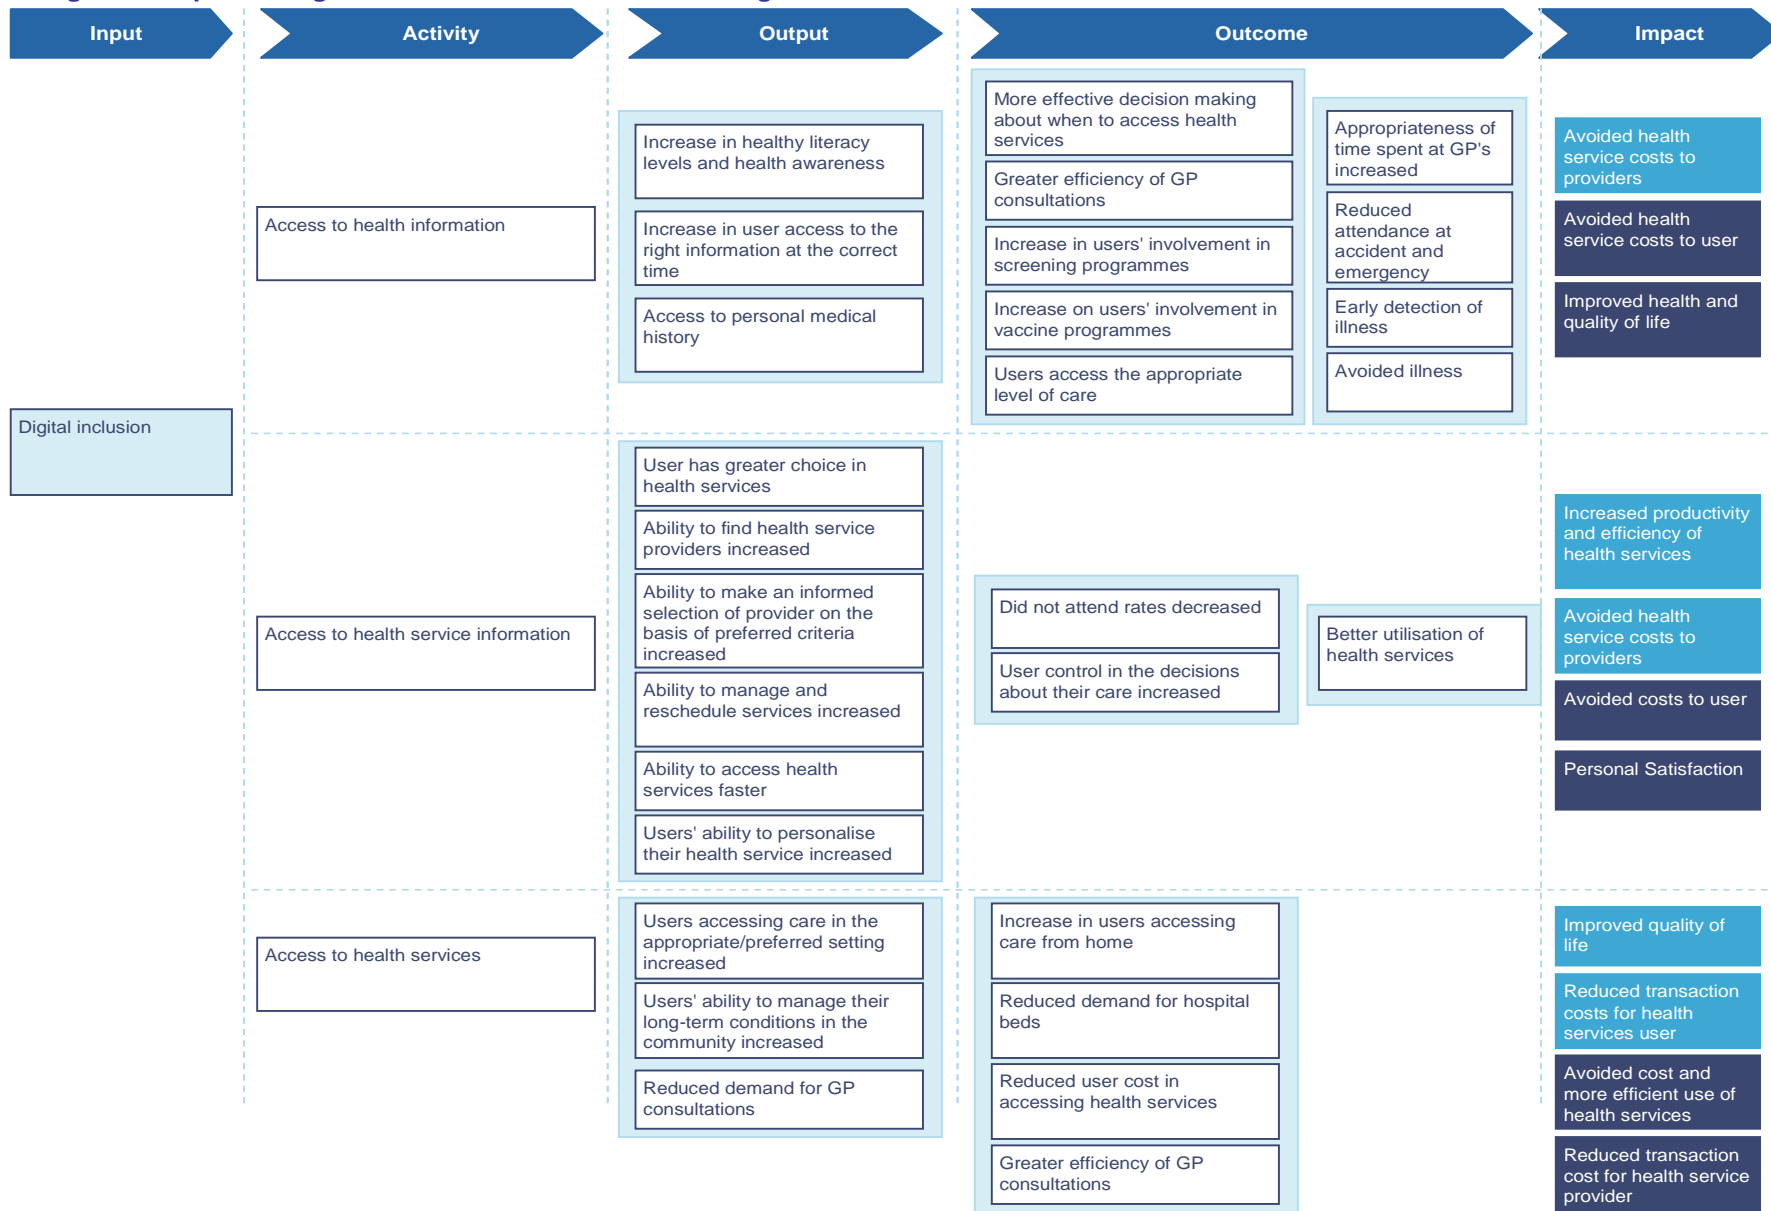 Input
Activity
Output
Outcome
Impact
Digital inclusion
Access to health information
Increase in healthy literacy
levels and health awareness
Increase in user access to the
right information at the correct
time
Access to personal medical
history
More effective decision making
about when to access health
services
Greater efficiency of GP
consultations
Increase in users' involvement in
screening programmes
Increase on users' involvement in
vaccine programmes
Users access the appropriate
level of care
Appropriateness of
time spent at GP's
increased
Reduced
attendance at
accident and
emergency
Early detection of
illness
Avoided illness
Avoided health
service costs to
providers
Avoided health
service costs to user
Improved health and
quality of life
Access to health service information
User has greater choice in
health services
Ability to find health service
providers increased
Ability to make an informed
selection of provider on the
basis of preferred criteria
increased
Ability to manage and
reschedule services increased
Ability to access health
services faster
Users' ability to personalise
their health service increased
Did not attend rates decreased
User control in the decisions
about their care increased
Better utilisation of
health services
Increased productivity
and efficiency of
health services
Avoided health
service costs to
providers
Avoided costs to user
Personal Satisfaction
Access to health services
Users accessing care in the
appropriate/preferred setting
increased
Users' ability to manage their
long-term conditions in the
community increased
Reduced demand for GP
consultations
Increase in users accessing
care from home
Reduced demand for hospital
beds
Reduced user cost in
accessing health services
Greater efficiency of GP
consultations
Improved quality of
life
Reduced transaction
costs for health
services user
Avoided cost and
more efficient use of
health services
Reduced transaction
cost for health service
provider